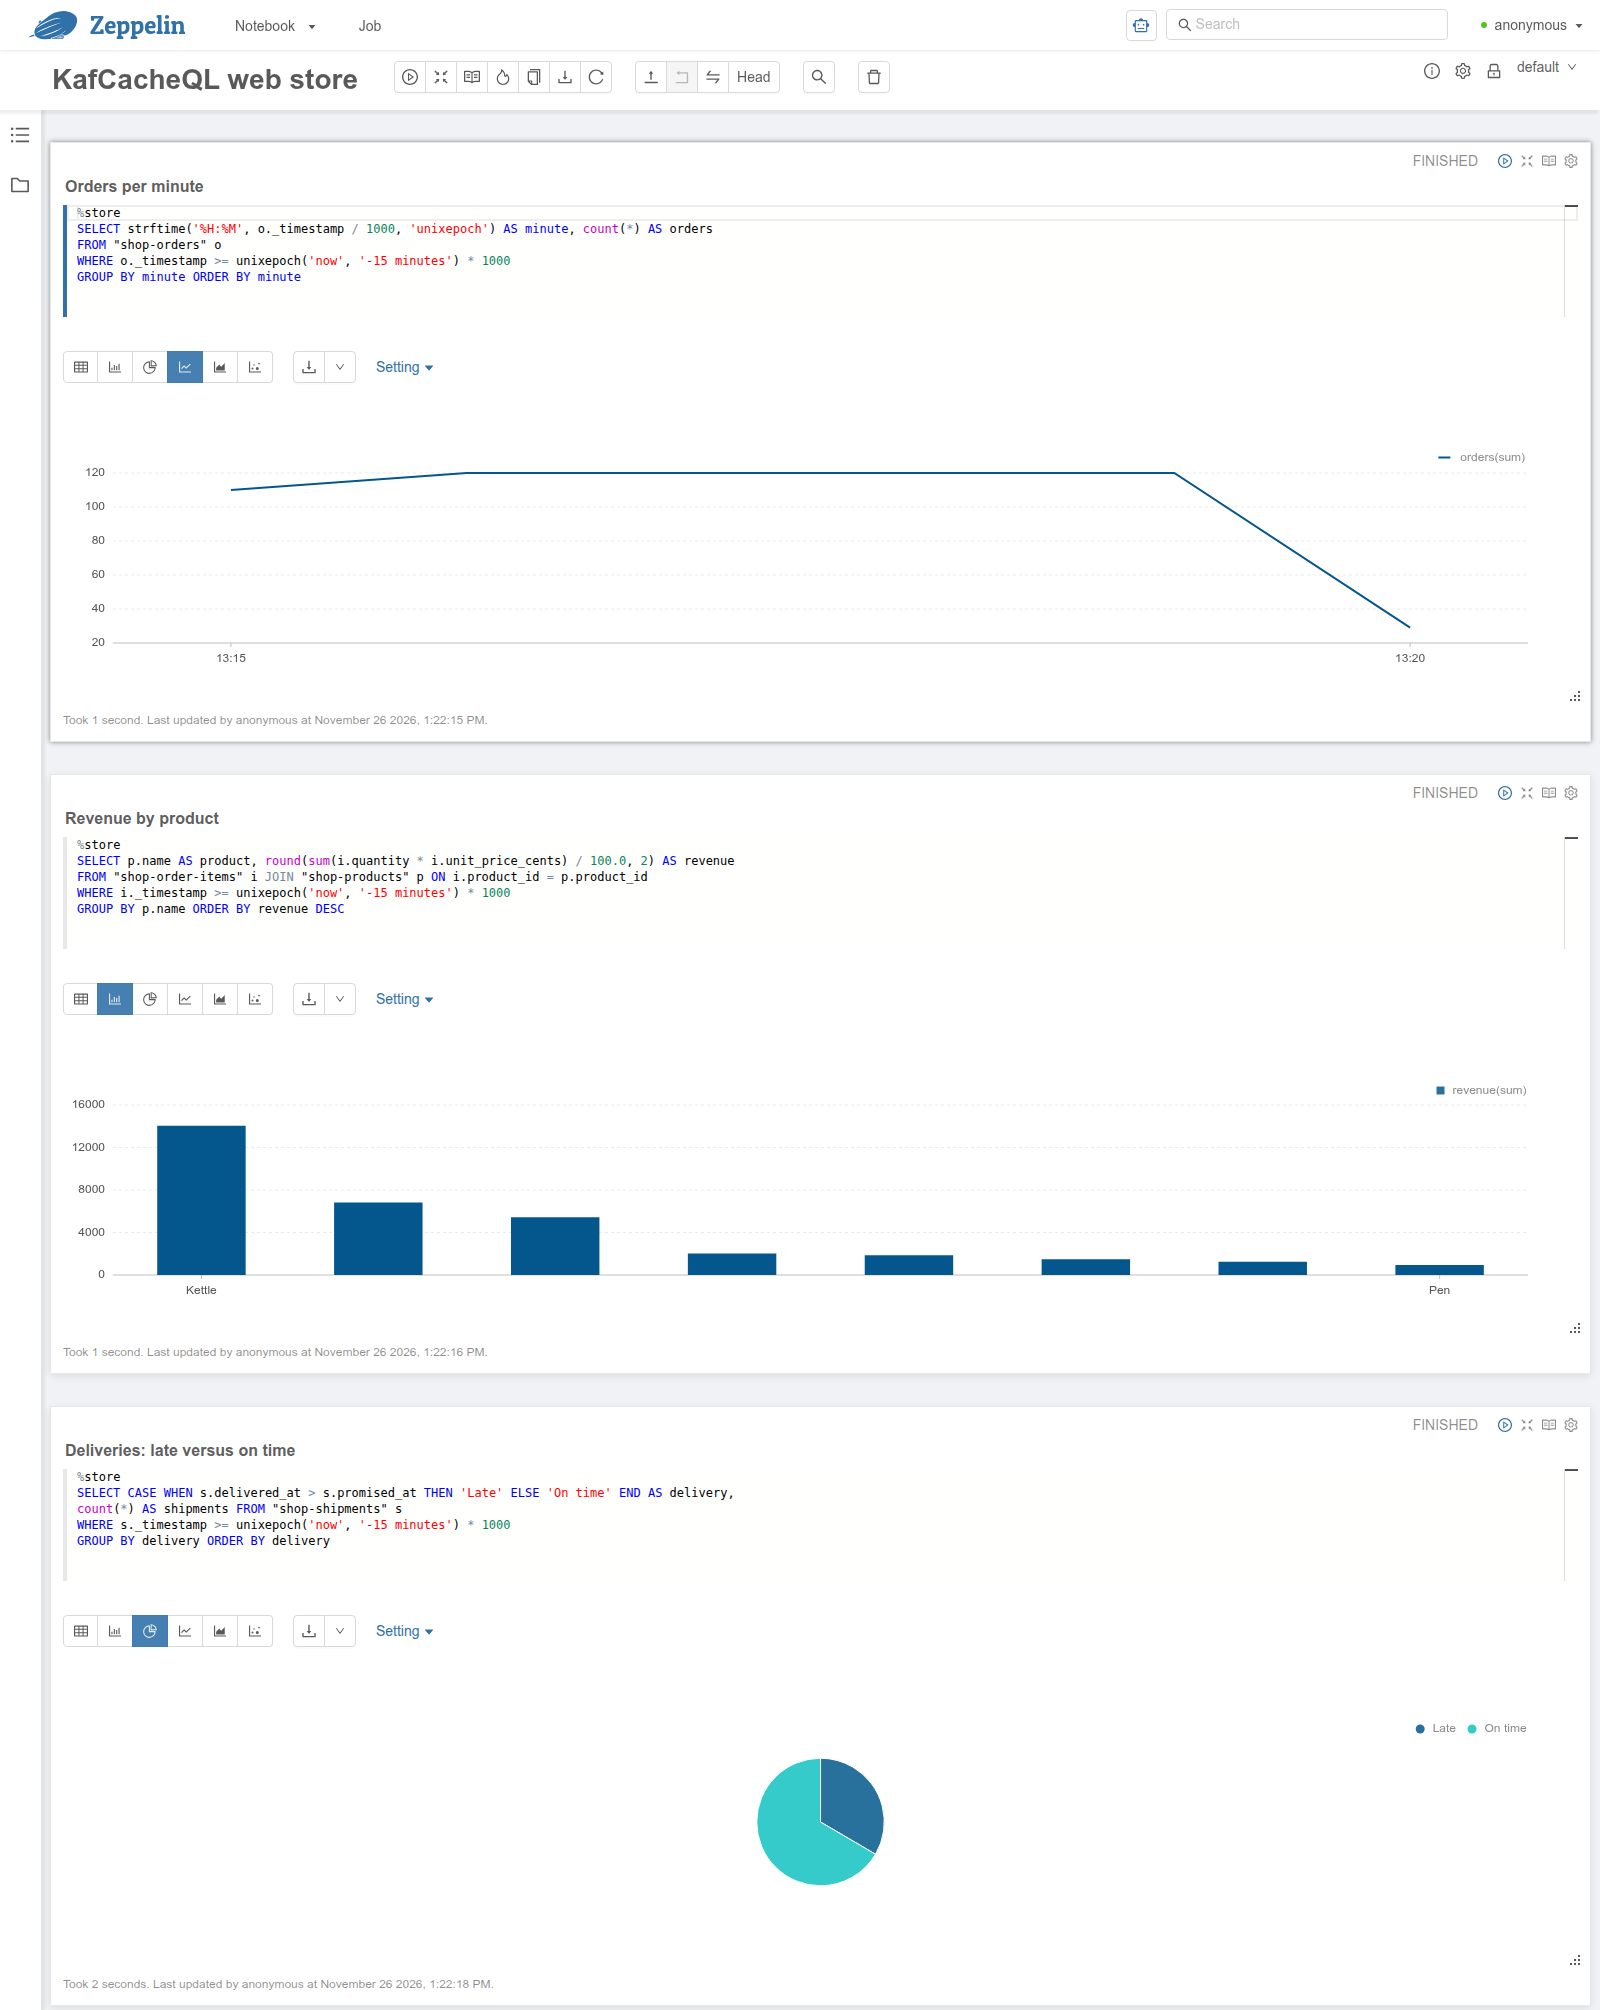 Zeppelin
Notebook
Job
Search
anonymous
KafCacheQL web store
Head
default
FINISHED
Orders per minute
%store
SELECT strftime('%H:%M', o._timestamp / 1000, 'unixepoch') AS minute, count(*) AS orders
FROM "shop-orders" o
WHERE o._timestamp >= unixepoch('now', '-15 minutes') * 1000
GROUP BY minute ORDER BY minute
Setting
orders(sum)
120
100
80
60
40
20
13:15
13:20
Took 1 second. Last updated by anonymous at November 26 2026, 1:22:15 PM.
FINISHED
Revenue by product
%store
SELECT p.name AS product, round(sum(i.quantity * i.unit_price_cents) / 100.0, 2) AS revenue
FROM "shop-order-items" i JOIN "shop-products" p ON i.product_id = p.product_id
WHERE i._timestamp >= unixepoch('now', '-15 minutes') * 1000
GROUP BY p.name ORDER BY revenue DESC
Setting
revenue(sum)
16000
12000
8000
4000
0
Kettle
Pen
Took 1 second. Last updated by anonymous at November 26 2026, 1:22:16 PM.
FINISHED
Deliveries: late versus on time
%store
SELECT CASE WHEN s.delivered_at > s.promised_at THEN 'Late' ELSE 'On time' END AS delivery,
count(*) AS shipments FROM "shop-shipments" s
WHERE s._timestamp >= unixepoch('now', '-15 minutes') * 1000
GROUP BY delivery ORDER BY delivery
Setting
Late
On time
Took 2 seconds. Last updated by anonymous at November 26 2026, 1:22:18 PM.